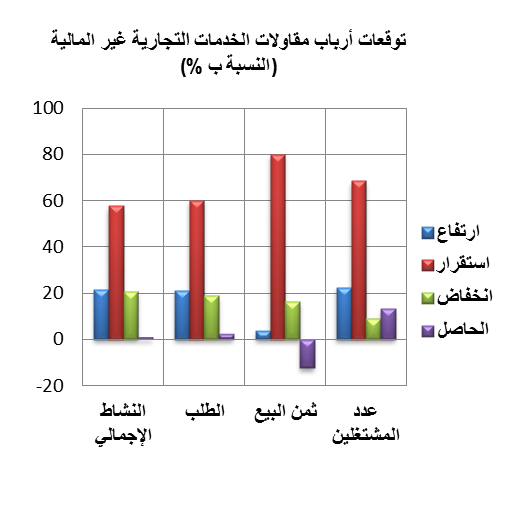 توقعات أرباب مقاولات الخدمات التجارية غير المالية
(النسبة ب %)
100
80
60
40
20
0
-20
ارتفاع
استقرار
انخفاض
الحاصل
النشاط
الإجمالي
الطلب
ثمن البيع
عدد
المشتغلين